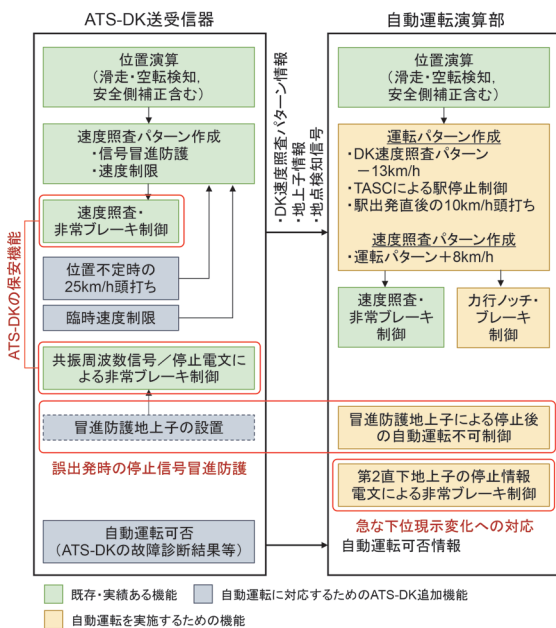 ATS-DK送受信器
自動運転演算部
位置演算
(滑走・空転検知,
安全側補正含む)
速度照査パターン作成
・信号冒進防護
・速度制限
速度照査・
非常ブレーキ制御
位置不定時の
25km/h頭打ち
臨時速度制限
共振周波数信号／停止電文に
よる非常ブレーキ制御
冒進防護地上子の設置
誤出発時の停止信号冒進防護
自動運転可否
(ATS-DKの故障診断結果等)
ATS-DKの保安機能
・DK速度照査パターン情報
・地上子情報
・地点検知信号
位置演算
(滑走・空転検知,
安全側補正含む)
運転パターン作成
・DK速度照査パターン
－13km/h
・TASCによる駅停止制御
・駅出発直後の10km/h頭打ち
速度照査パターン作成
・運転パターン＋8km/h
速度照査・
非常ブレーキ
制御
力行ノッチ・
ブレーキ
制御
冒進防護地上子による停止後
の自動運転不可制御
第2直下地上子の停止情報
電文による非常ブレーキ制御
急な下位現示変化への対応
自動運転可否情報
既存・実績ある機能
自動運転に対応するためのATS-DK追加機能
自動運転を実施するための機能